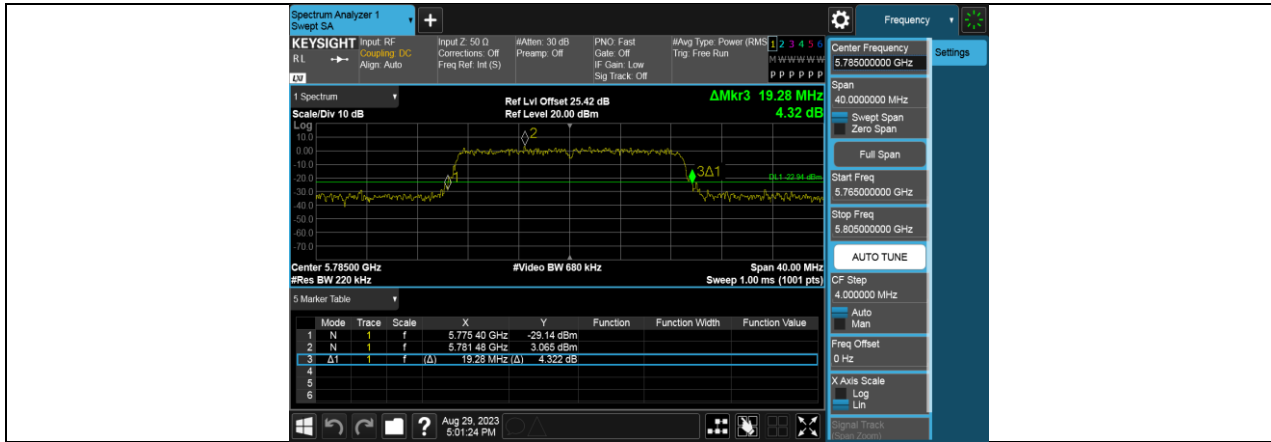 Spectrum Analyzer 1
Swept SA
Frequency
KEYSIGHT
RL
LXI
Input: RF
Coupling: DC
Align: Auto
Input Z: 50 Ω
Corrections: Off
Freq Ref: Int (S)
#Atten: 30 dB
Preamp: Off
PNO: Fast
Gate: Off
IF Gain: Low
Sig Track: Off
#Avg Type: Power (RMS
Trig: Free Run
1 2 3 4 5 6
M W W W W W
P P P P P P
1 Spectrum
Scale/Div 10 dB
Ref Lvl Offset 25.42 dB
Ref Level 20.00 dBm
ΔMkr3 19.28 MHz
4.32 dB
Log
10.0
0.00
-10.0
-20.0
-30.0
-40.0
-50.0
-60.0
-70.0
2
3Δ1
DL1 -22.94 dBm
Center 5.78500 GHz
#Video BW 680 kHz
Span 40.00 MHz
#Res BW 220 kHz
Sweep 1.00 ms (1001 pts)
5 Marker Table
Mode Trace Scale X Y Function Function Width Function Value
1 N 1 f 5.775 40 GHz -29.14 dBm
2 N 1 f 5.781 48 GHz 3.065 dBm
3 Δ1 1 f (Δ) 19.28 MHz (Δ) 4.322 dB
4
5
6
?
Aug 29, 2023
5:01:24 PM
Center Frequency
5.785000000 GHz
Settings
Span
40.0000000 MHz
Swept Span
Zero Span
Full Span
Start Freq
5.765000000 GHz
Stop Freq
5.805000000 GHz
AUTO TUNE
CF Step
4.000000 MHz
Auto
Man
Freq Offset
0 Hz
X Axis Scale
Log
Lin
Signal Track
(Span Zoom)